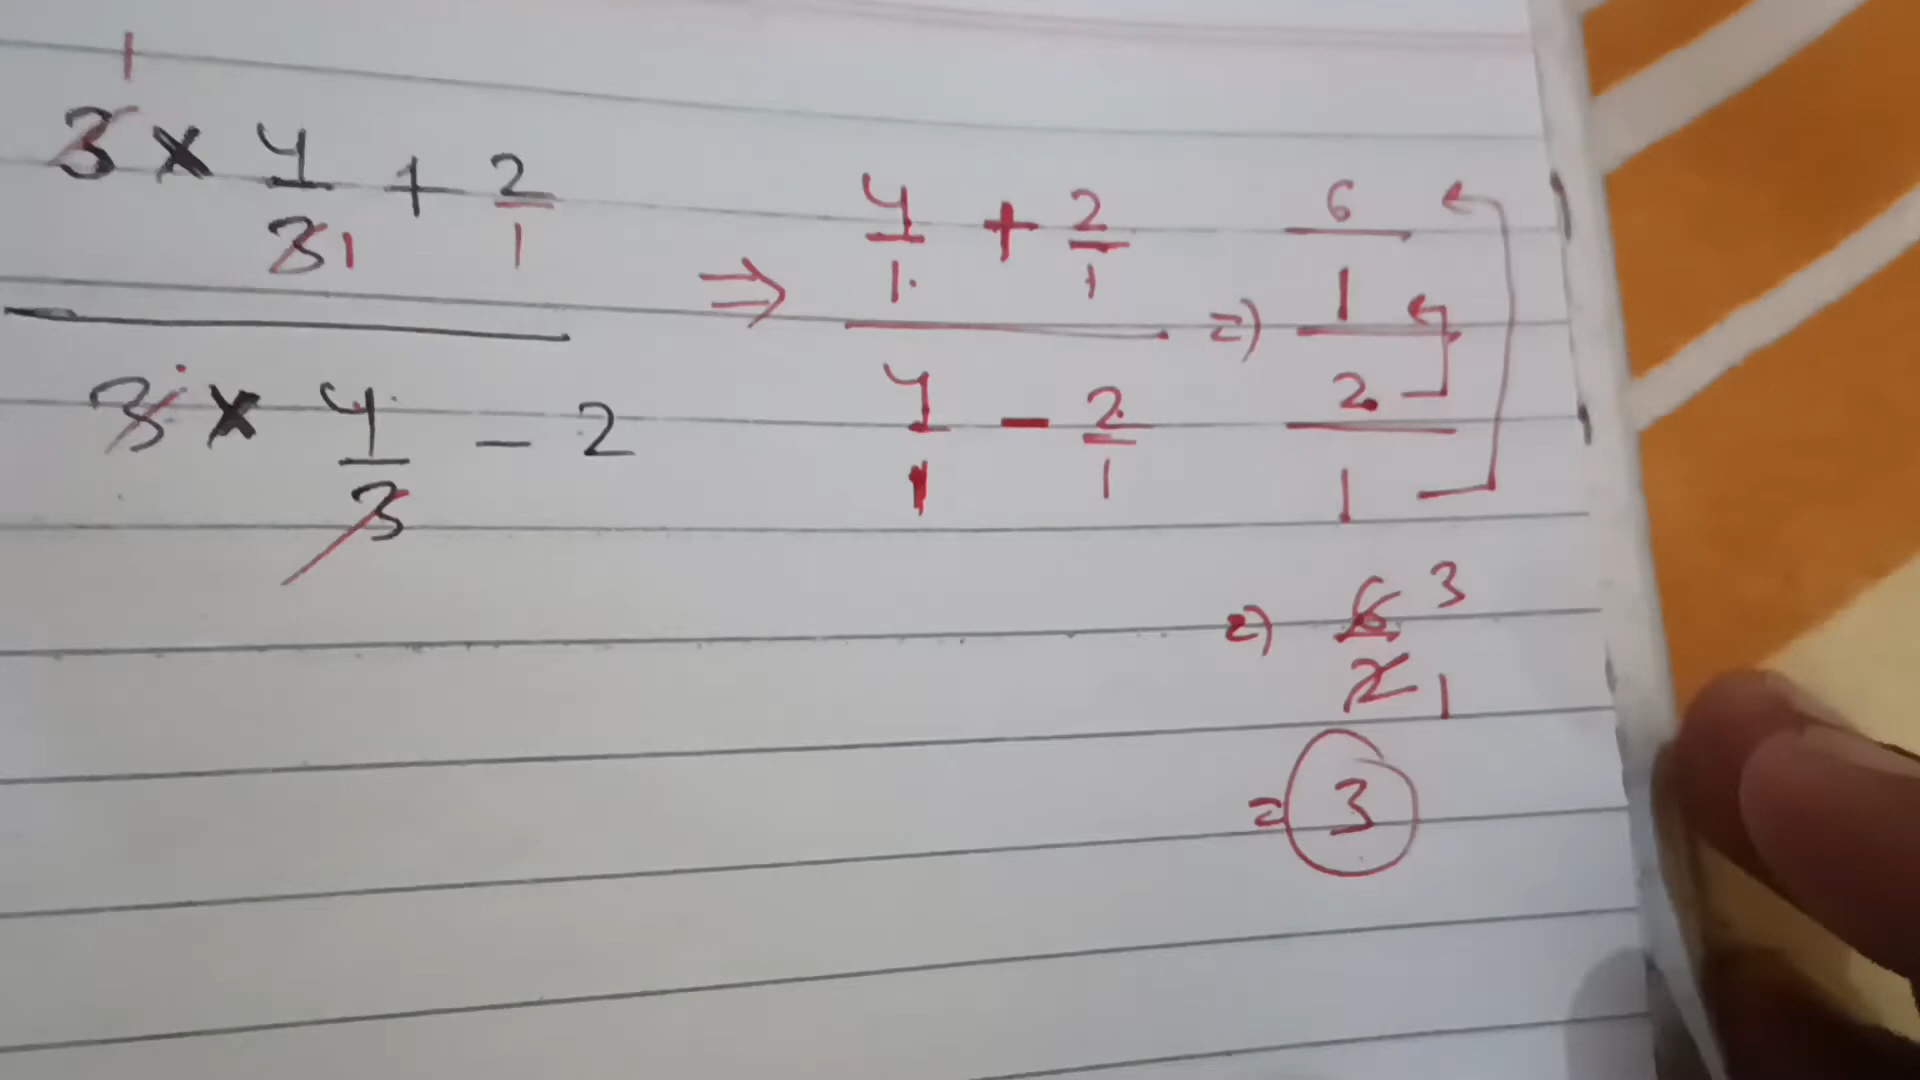 1
3 × 4/3 1 + 2/1
3 × 4/3 - 2
⇒ 4/1 + 2/1
4/1 - 2/1
⇒ 6/1
2/1
⇒ 6/2 3 1
= 3